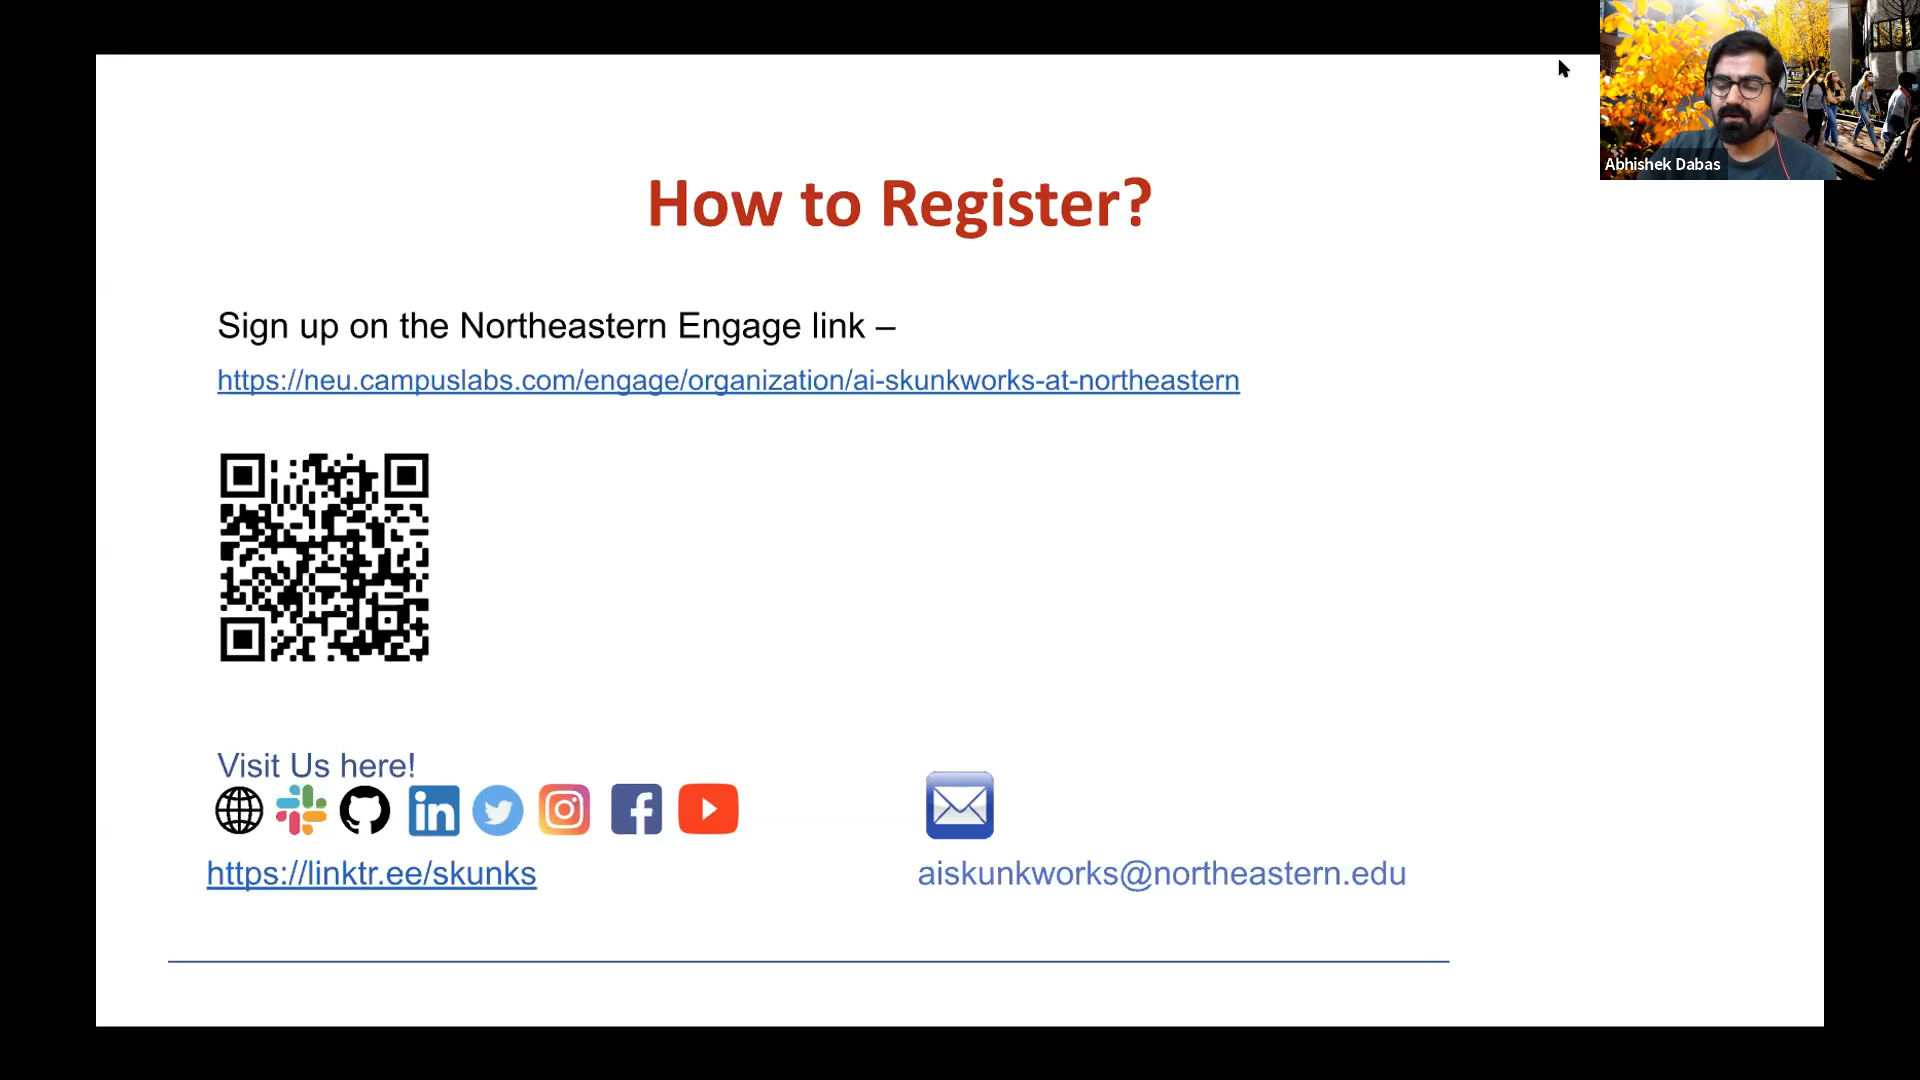 How to Register?
Sign up on the Northeastern Engage link –
https://neu.campuslabs.com/engage/organization/ai-skunkworks-at-northeastern
Visit Us here!
in
https://linktr.ee/skunks
aiskunkworks@northeastern.edu
Abhishek Dabas